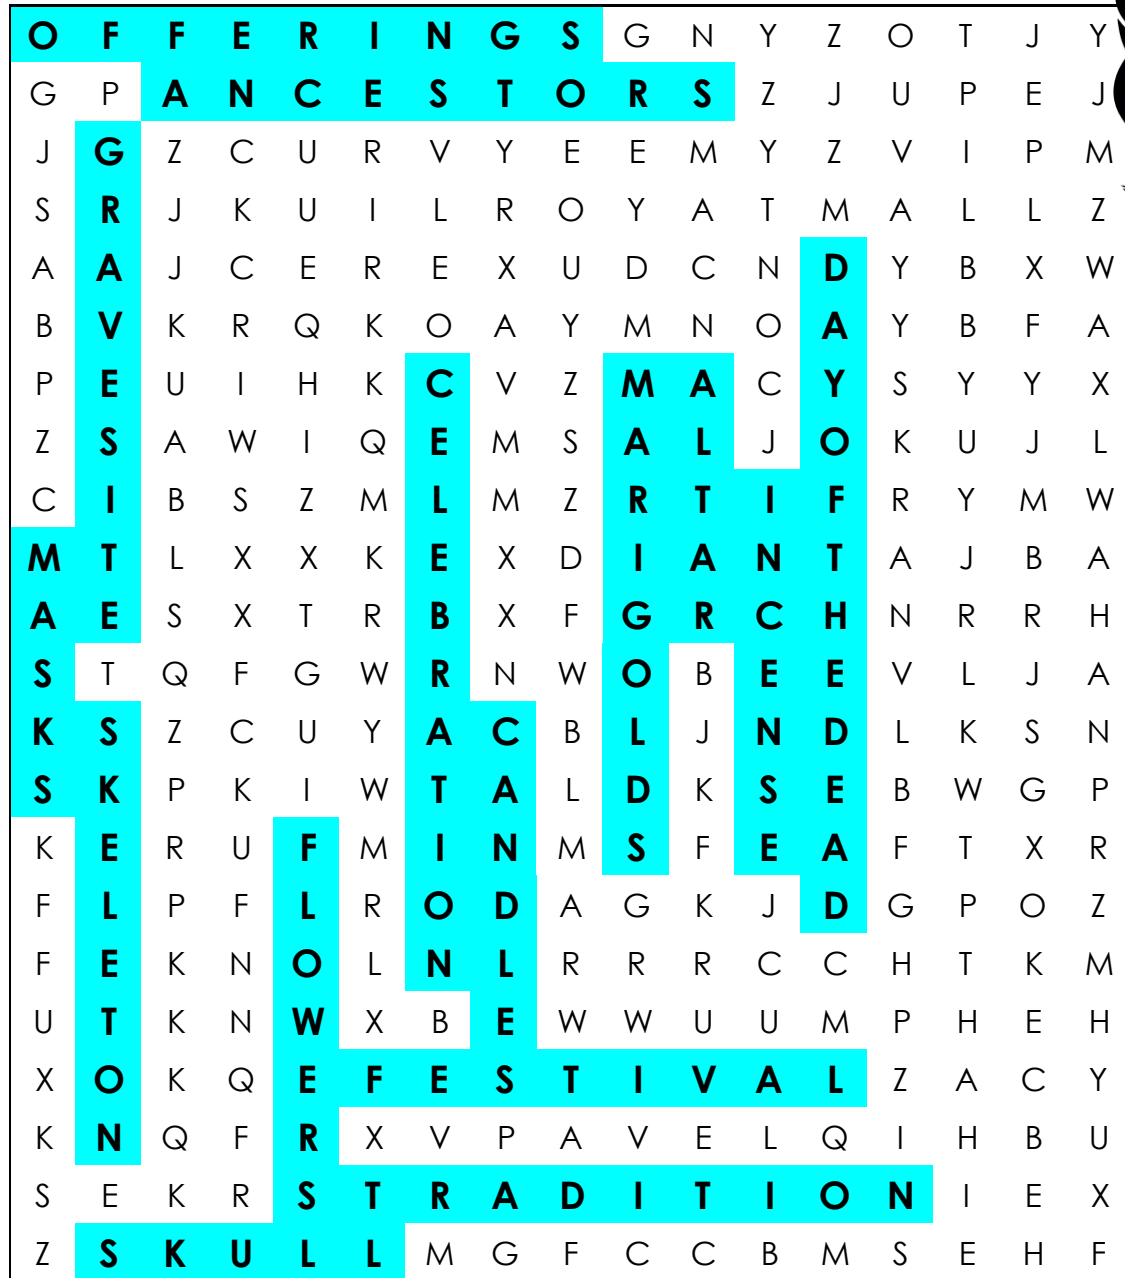 O F F E R I N G S G N Y Z O T J Y
G P A N C E S T O R S Z J U P E J
J G Z C U R V Y E E M Y Z V I P M
S R J K U I L R O Y A T M A L L Z
A A J C E R E X U D C N D Y B X W
B V K R Q K O A Y M N O A Y B F A
P E U I H K C V Z M A C Y S Y Y X
Z S A W I Q E M S A L J O K U J L
C I B S Z M L M Z R T I F R Y M W
M T L X X K E X D I A N T A J B A
A E S X T R B X F G R C H N R R H
S T Q F G W R N W O B E E V L J A
K S Z C U Y A C B L J N D L K S N
S K P K I W T A L D K S E B W G P
K E R U F M I N M S F E A F T X R
F L P F L R O D A G K J D G P O Z
F E K N O L N L R R R C C H T K M
U T K N W X B E W W U U M P H E H
X O K Q E F E S T I V A L Z A C Y
K N Q F R X V P A V E L Q I H B U
S E K R S T R A D I T I O N I E X
Z S K U L L M G F C C B M S E H F